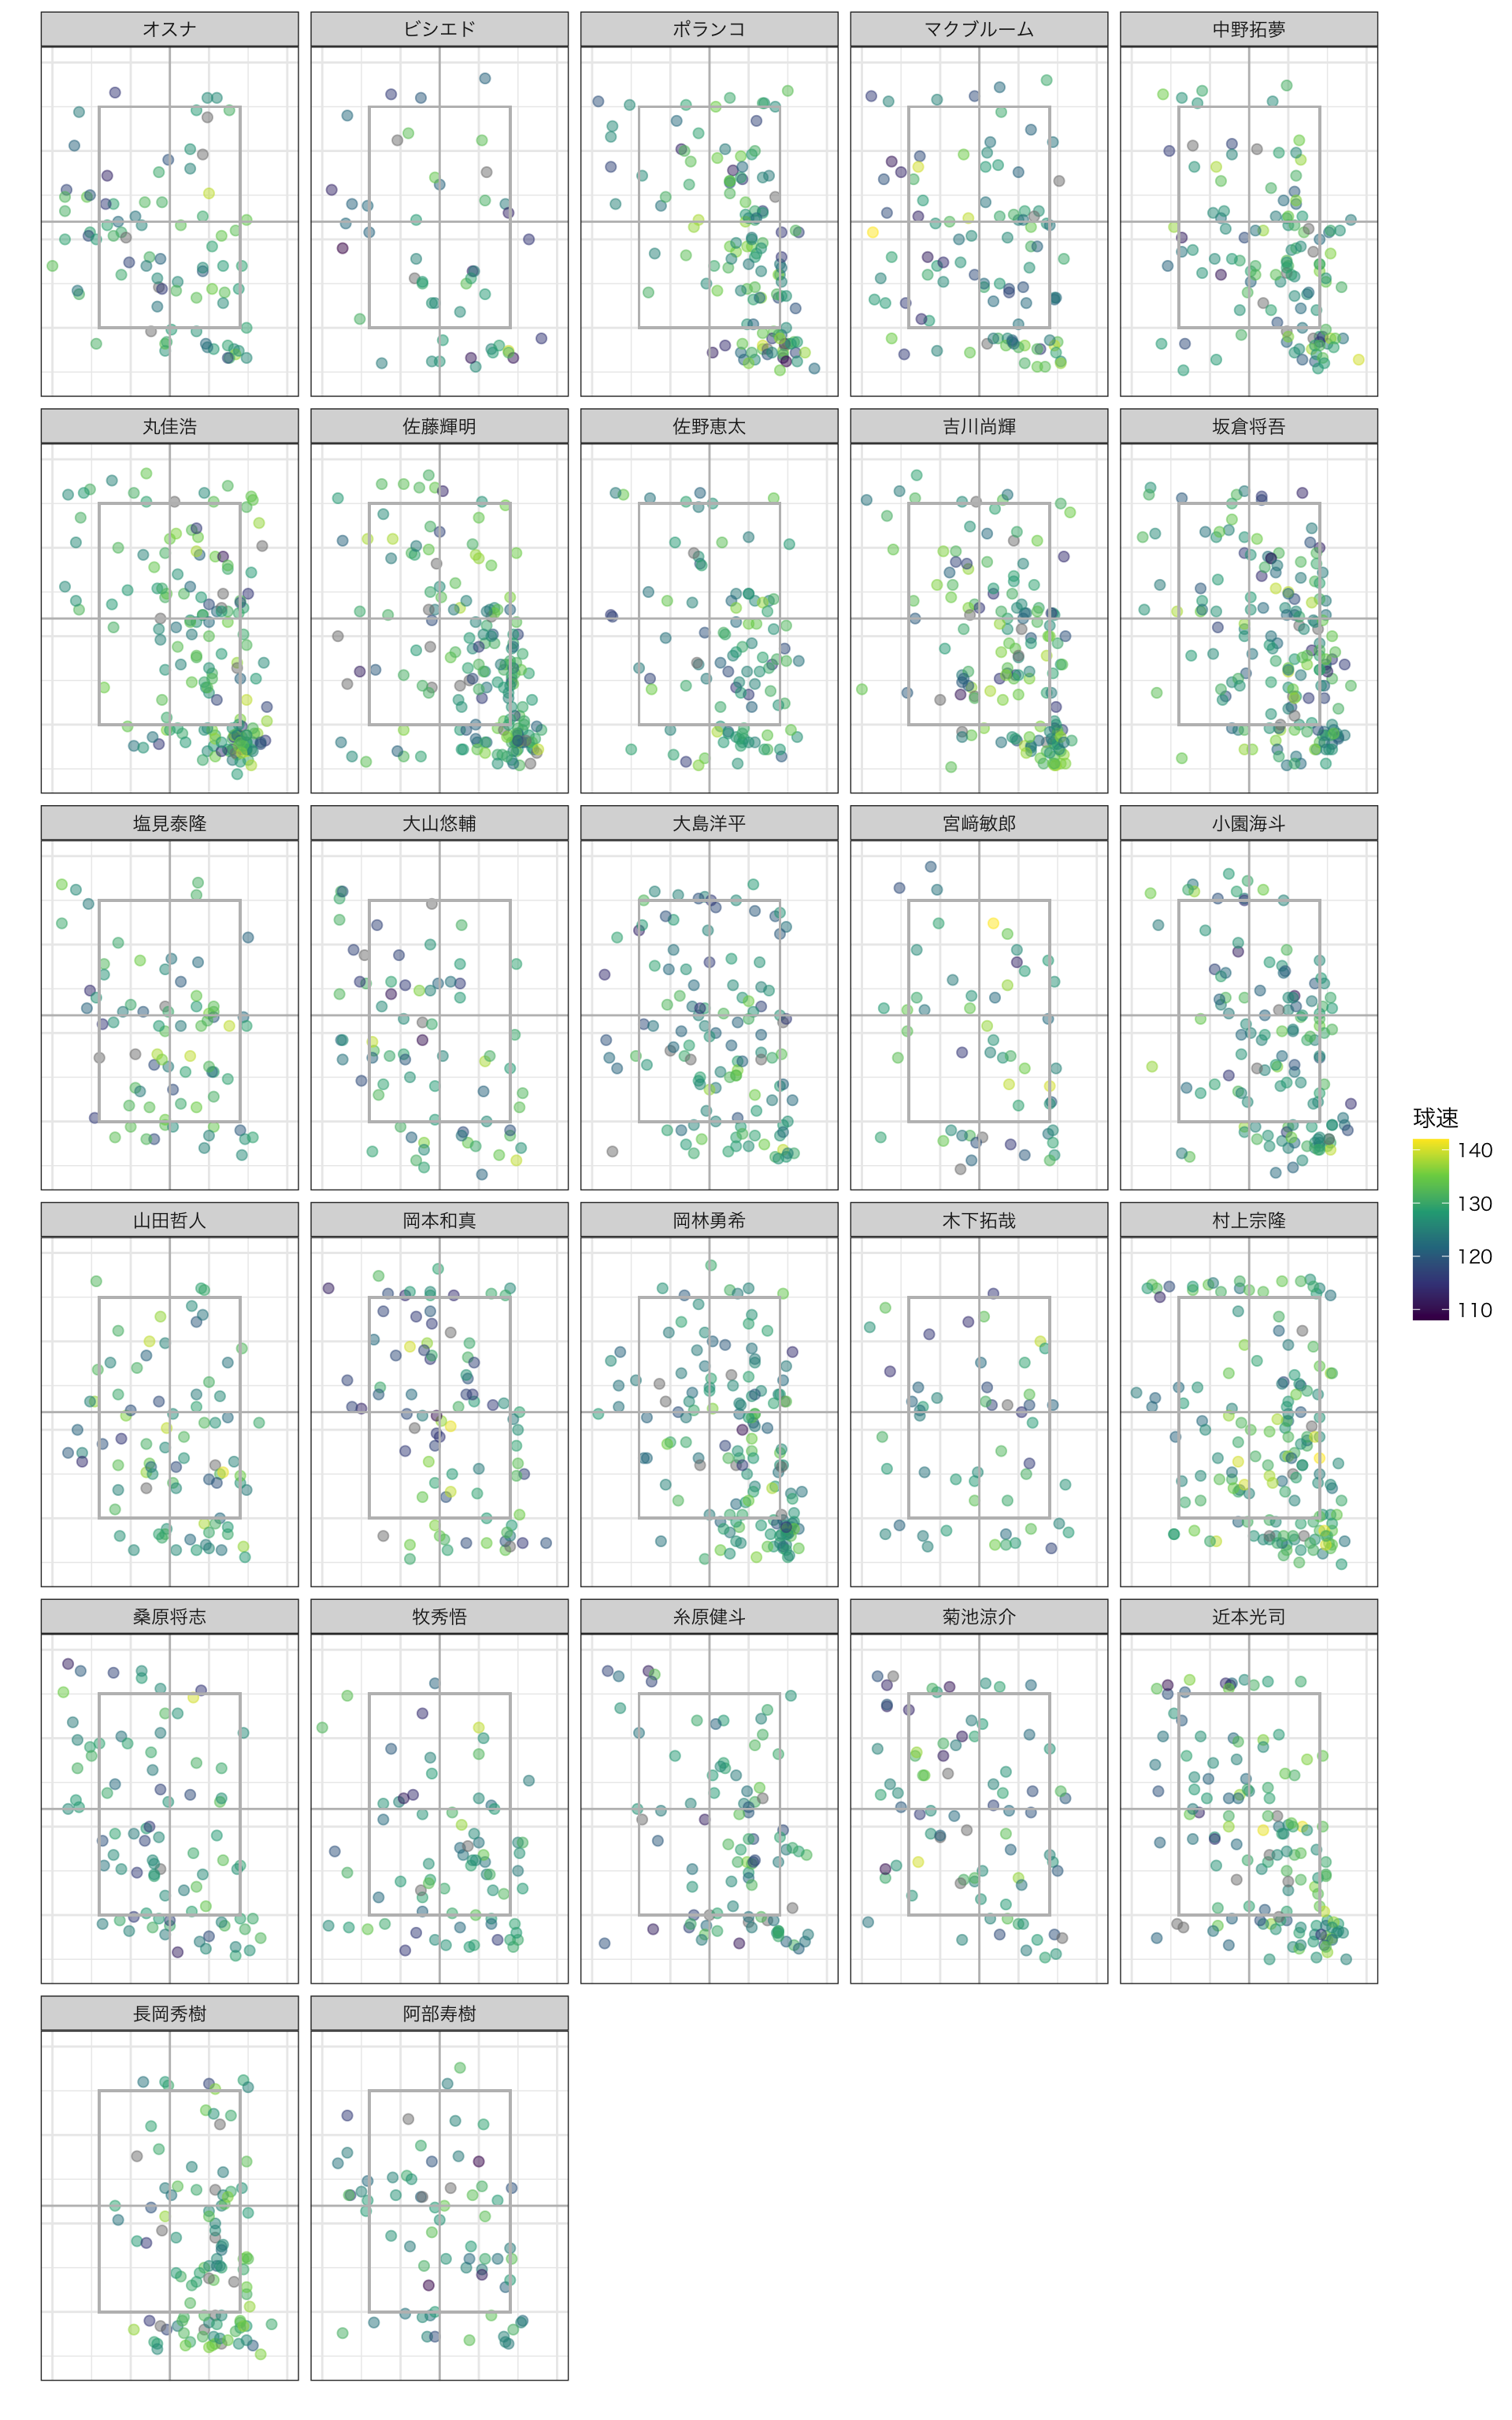 オスナ
ビシエド
ポランコ
マクブルーム
中野拓夢
丸佳浩
佐藤輝明
佐野恵太
吉川尚輝
坂倉将吾
塩見泰隆
大山悠輔
大島洋平
宮﨑敏郎
小園海斗
山田哲人
岡本和真
岡林勇希
木下拓哉
村上宗隆
桑原将志
牧秀悟
糸原健斗
菊池涼介
近本光司
長岡秀樹
阿部寿樹
球速
140
130
120
110